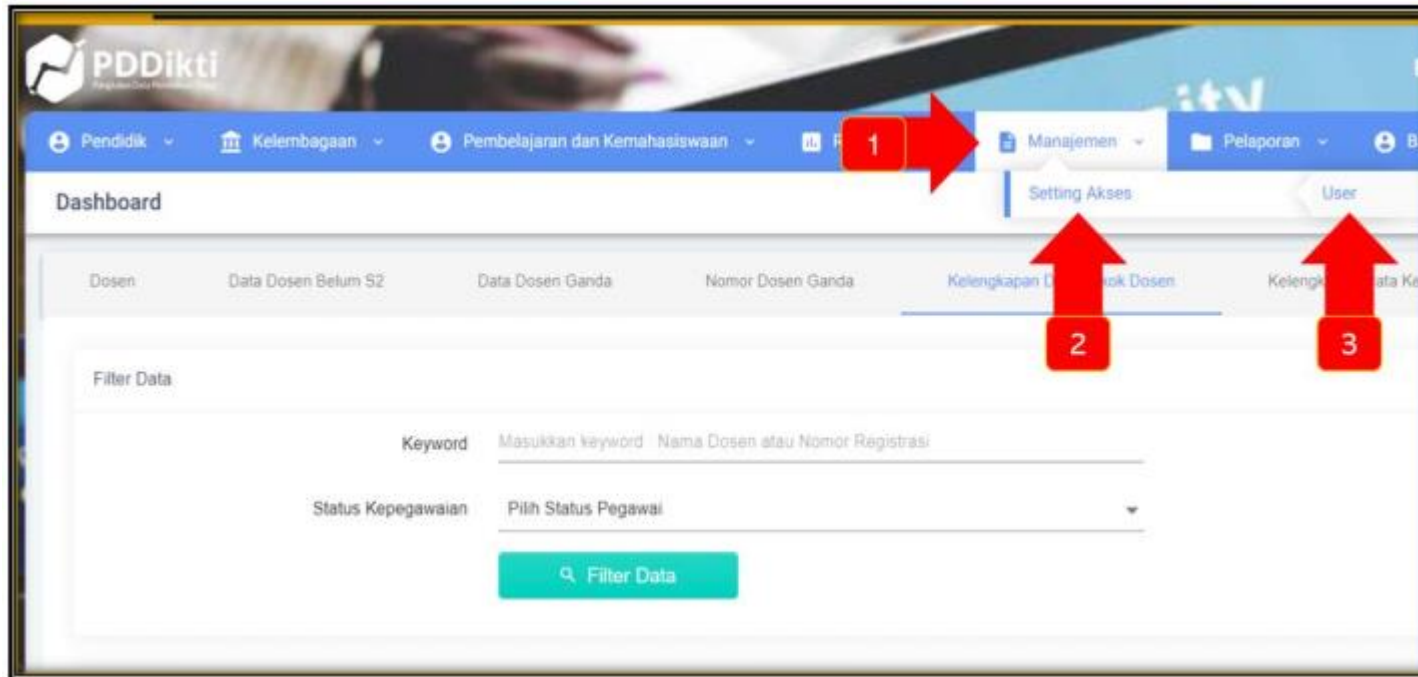 PDDikti
Pendidik
Kelembagaan
Pembelajaran dan Kemahasiswaan
1
Manajemen
Pelaporan
Dashboard
Setting Akses
User
Dosen
Data Dosen Belum S2
Data Dosen Ganda
Nomor Dosen Ganda
Kelengkapan Dosen
2
3
Filter Data
Keyword
Masukkan keyword : Nama Dosen atau Nomor Registrasi
Status Kepegawaian
Pilih Status Pegawai
Filter Data